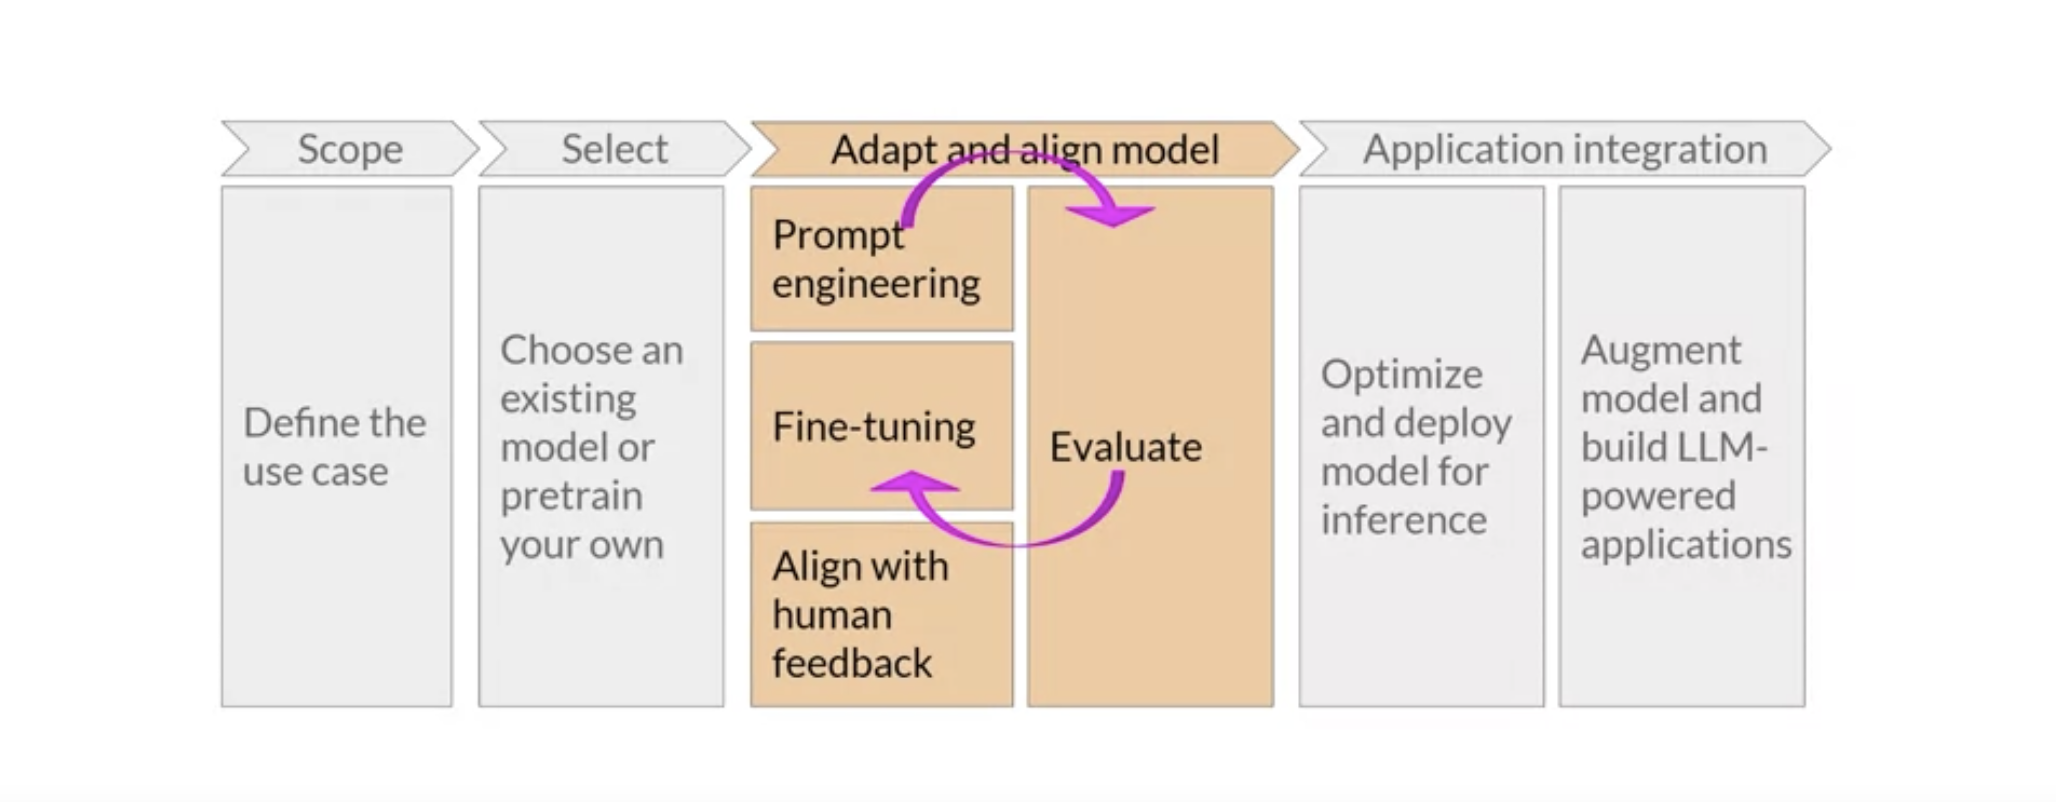 Scope
Select
Adapt and align model
Application integration
Define the
use case
Choose an
existing
model or
pretrain
your own
Prompt
engineering
Fine-tuning
Align with
human
feedback
Evaluate
Optimize
and deploy
model for
inference
Augment
model and
build LLM-
powered
applications